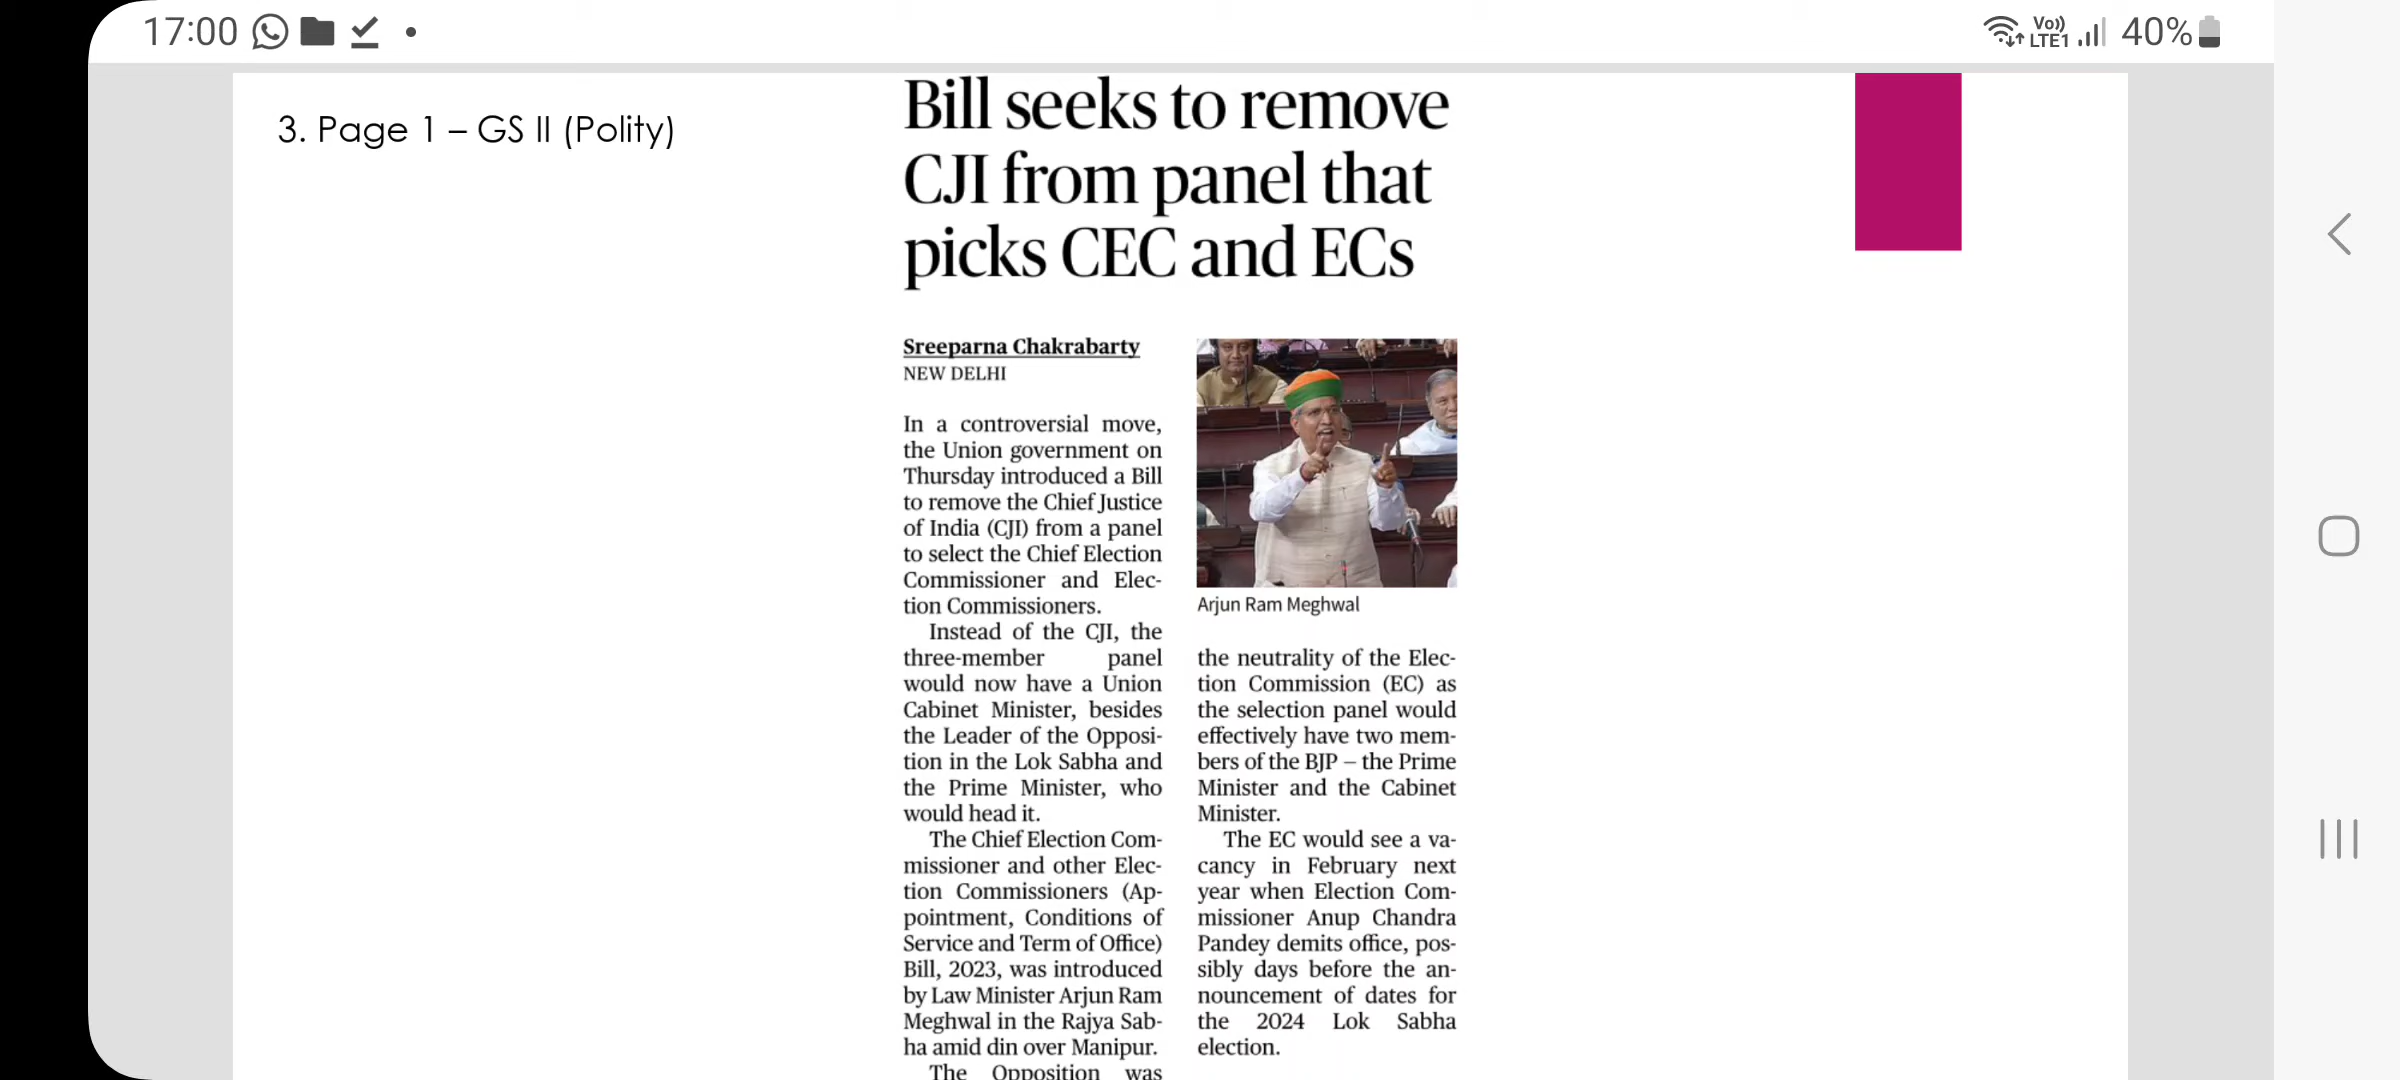 17:00
Vo))
LTE1
40%
3. Page 1 – GS II (Polity)
Bill seeks to remove
CJI from panel that
picks CEC and ECs
Sreeparna Chakrabarty
NEW DELHI
In a controversial move,
the Union government on
Thursday introduced a Bill
to remove the Chief Justice
of India (CJI) from a panel
to select the Chief Election
Commissioner and Elec-
tion Commissioners.
Instead of the CJI, the
three-member panel
would now have a Union
Cabinet Minister, besides
the Leader of the Opposi-
tion in the Lok Sabha and
the Prime Minister, who
would head it.
The Chief Election Com-
missioner and other Elec-
tion Commissioners (Ap-
pointment, Conditions of
Service and Term of Office)
Bill, 2023, was introduced
by Law Minister Arjun Ram
Meghwal in the Rajya Sab-
ha amid din over Manipur.
The Opposition was
Arjun Ram Meghwal
the neutrality of the Elec-
tion Commission (EC) as
the selection panel would
effectively have two mem-
bers of the BJP – the Prime
Minister and the Cabinet
Minister.
The EC would see a va-
cancy in February next
year when Election Com-
missioner Anup Chandra
Pandey demits office, pos-
sibly days before the an-
nouncement of dates for
the 2024 Lok Sabha
election.